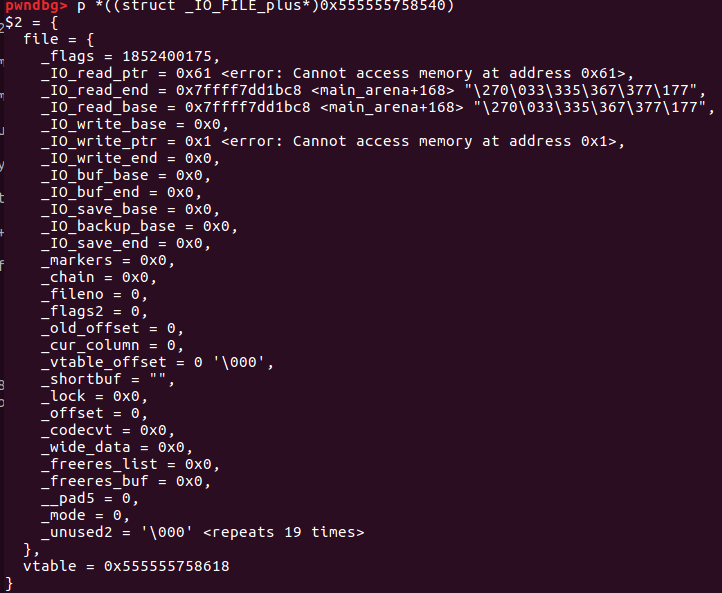 pwndbg> p *((struct _IO_FILE_plus*)0x555555758540)
$2 = {
  file = {
    _flags = 1852400175,
    _IO_read_ptr = 0x61 <error: Cannot access memory at address 0x61>,
    _IO_read_end = 0x7ffff7dd1bc8 <main_arena+168> "\270\033\335\367\377\177",
    _IO_read_base = 0x7ffff7dd1bc8 <main_arena+168> "\270\033\335\367\377\177",
    _IO_write_base = 0x0,
    _IO_write_ptr = 0x1 <error: Cannot access memory at address 0x1>,
    _IO_write_end = 0x0,
    _IO_buf_base = 0x0,
    _IO_buf_end = 0x0,
    _IO_save_base = 0x0,
    _IO_backup_base = 0x0,
    _IO_save_end = 0x0,
    _markers = 0x0,
    _chain = 0x0,
    _fileno = 0,
    _flags2 = 0,
    _old_offset = 0,
    _cur_column = 0,
    _vtable_offset = 0 '\000',
    _shortbuf = "",
    _lock = 0x0,
    _offset = 0,
    _codecvt = 0x0,
    _wide_data = 0x0,
    _freeres_list = 0x0,
    _freeres_buf = 0x0,
    __pad5 = 0,
    _mode = 0,
    _unused2 = '\000' <repeats 19 times>
  },
  vtable = 0x555555758618
}